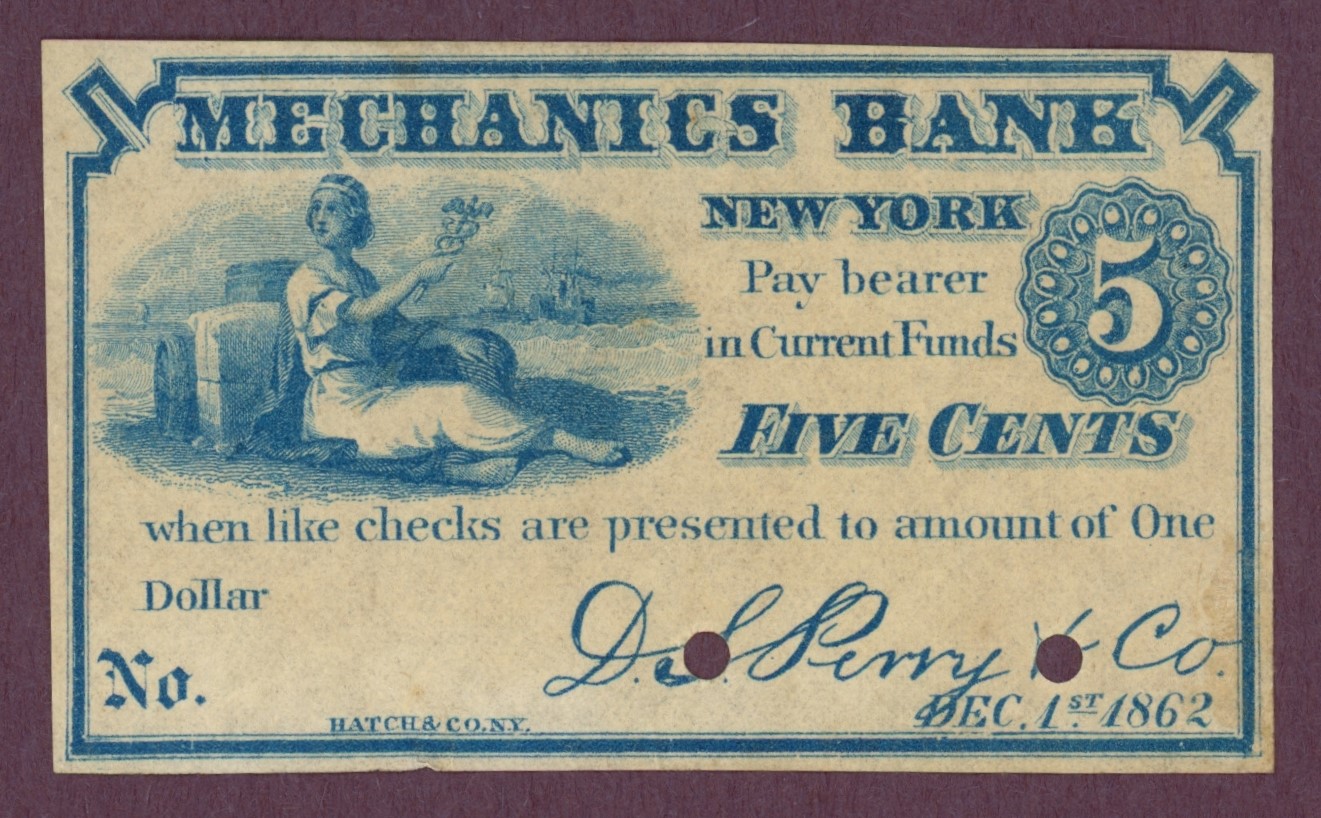 MECHANICS BANK
NEW YORK
5
Pay bearer
in Current Funds
FIVE CENTS
when like checks are presented to amount of One
Dollar
No.
D. S. Perry & Co.
DEC. 1ST 1862
HATCH & CO. N.Y.